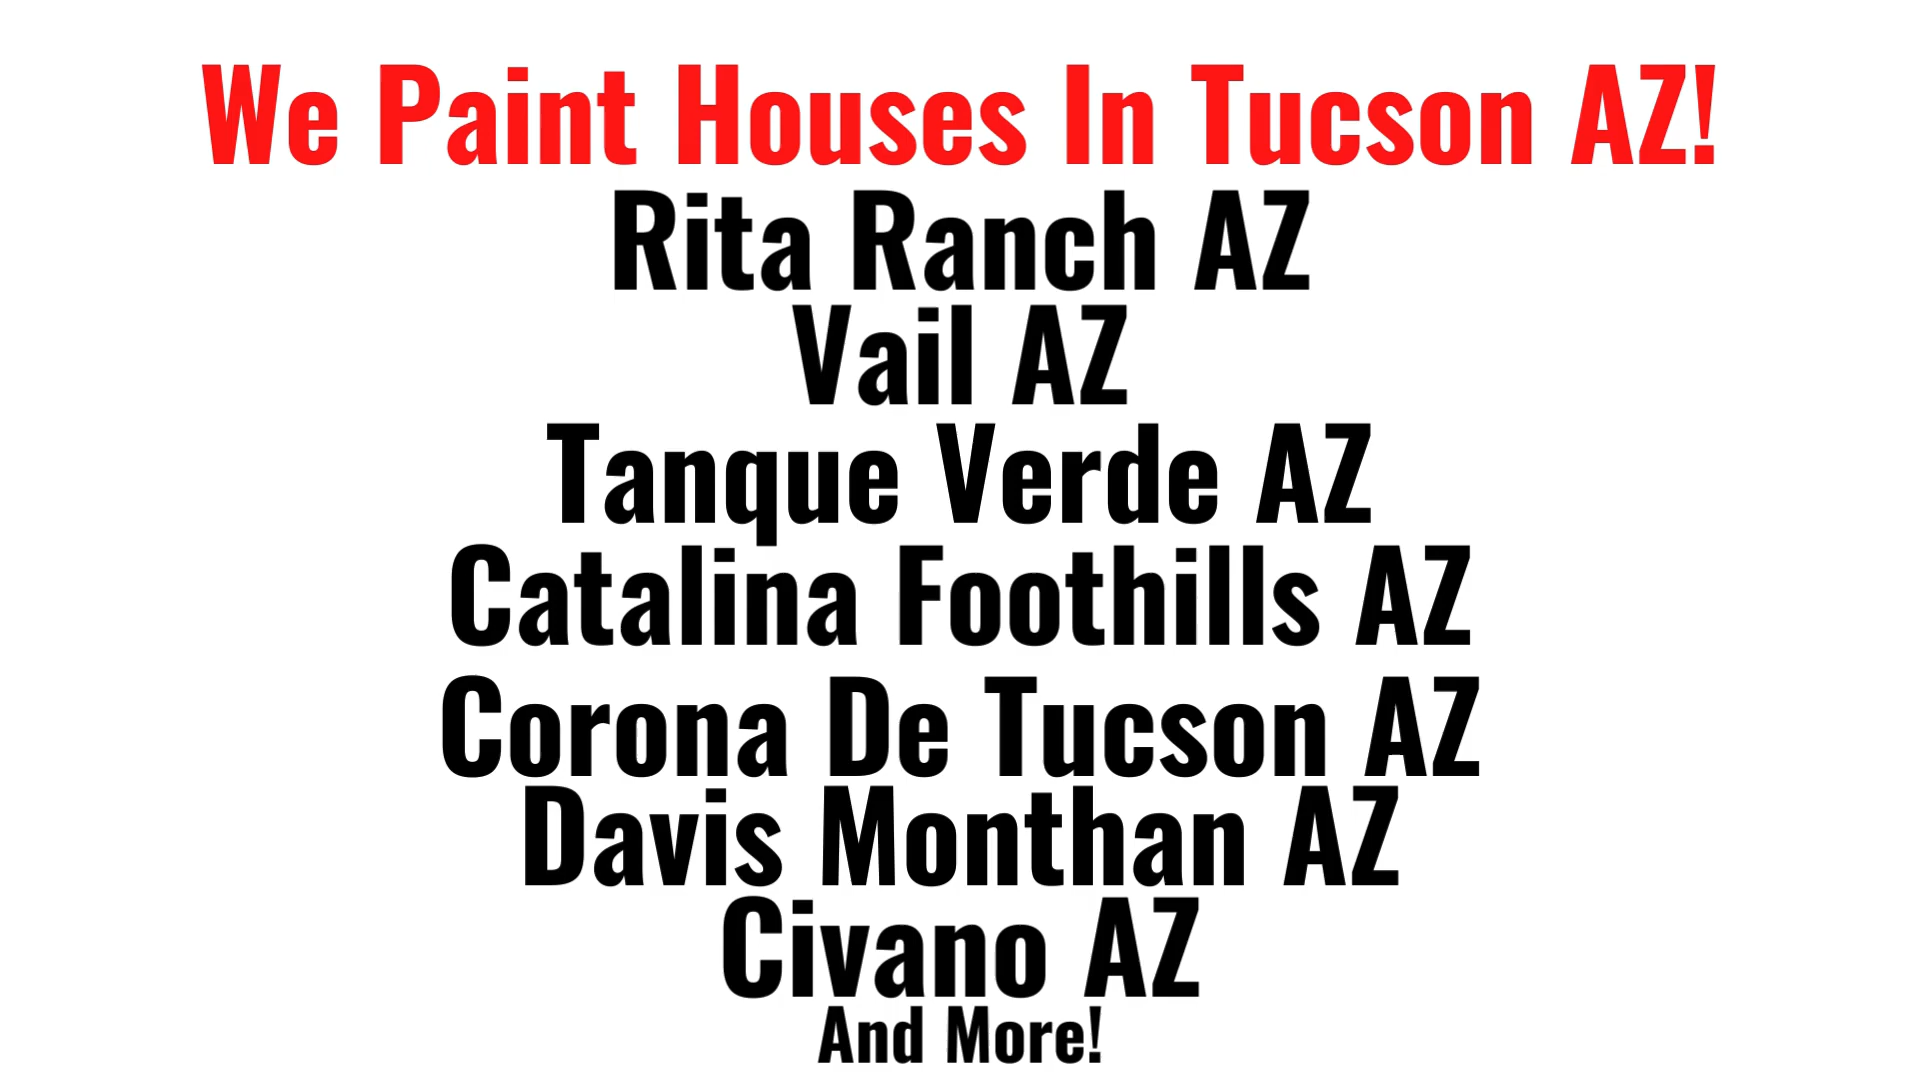 We Paint Houses In Tucson AZ!
Rita Ranch AZ
Vail AZ
Tanque Verde AZ
Catalina Foothills AZ
Corona De Tucson AZ
Davis Monthan AZ
Civano AZ
And More!